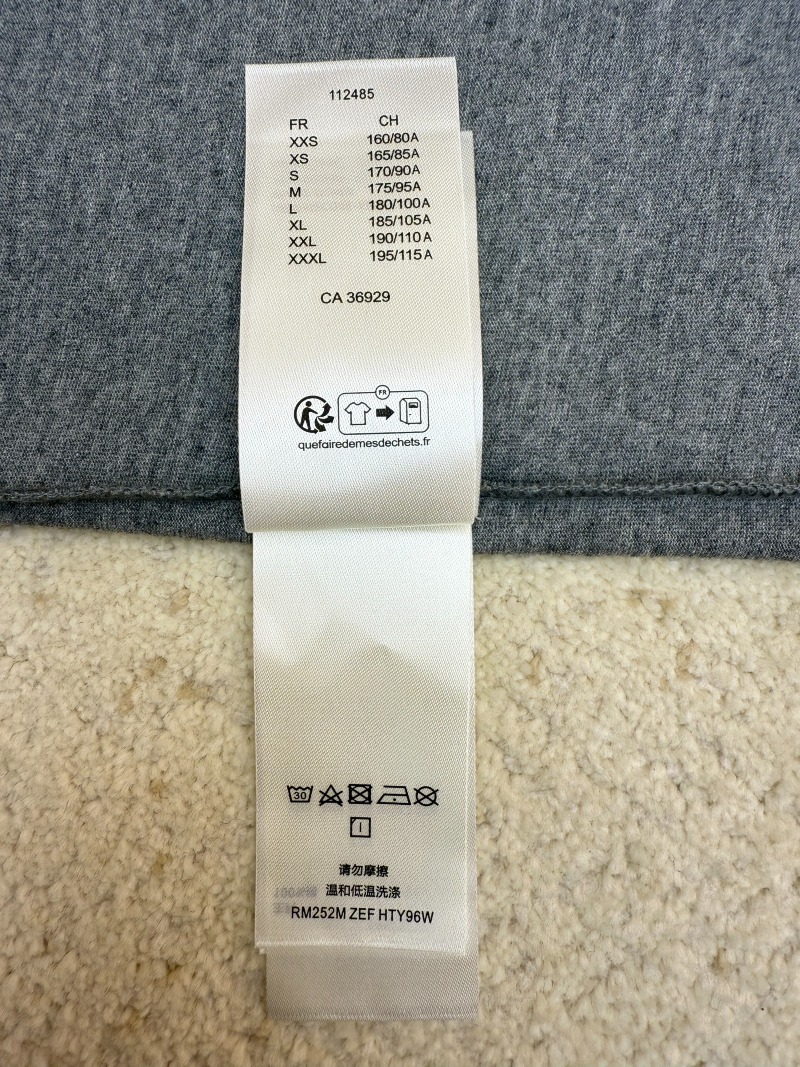 112485
FR CH
XXS 160/80A
XS 165/85A
S 170/90A
M 175/95A
L 180/100A
XL 185/105A
XXL 190/110A
XXXL 195/115A
CA 36929
FR
quefairedemesdechets.fr
30
请勿摩擦
温和低温洗涤
RM252M ZEF HTY96W